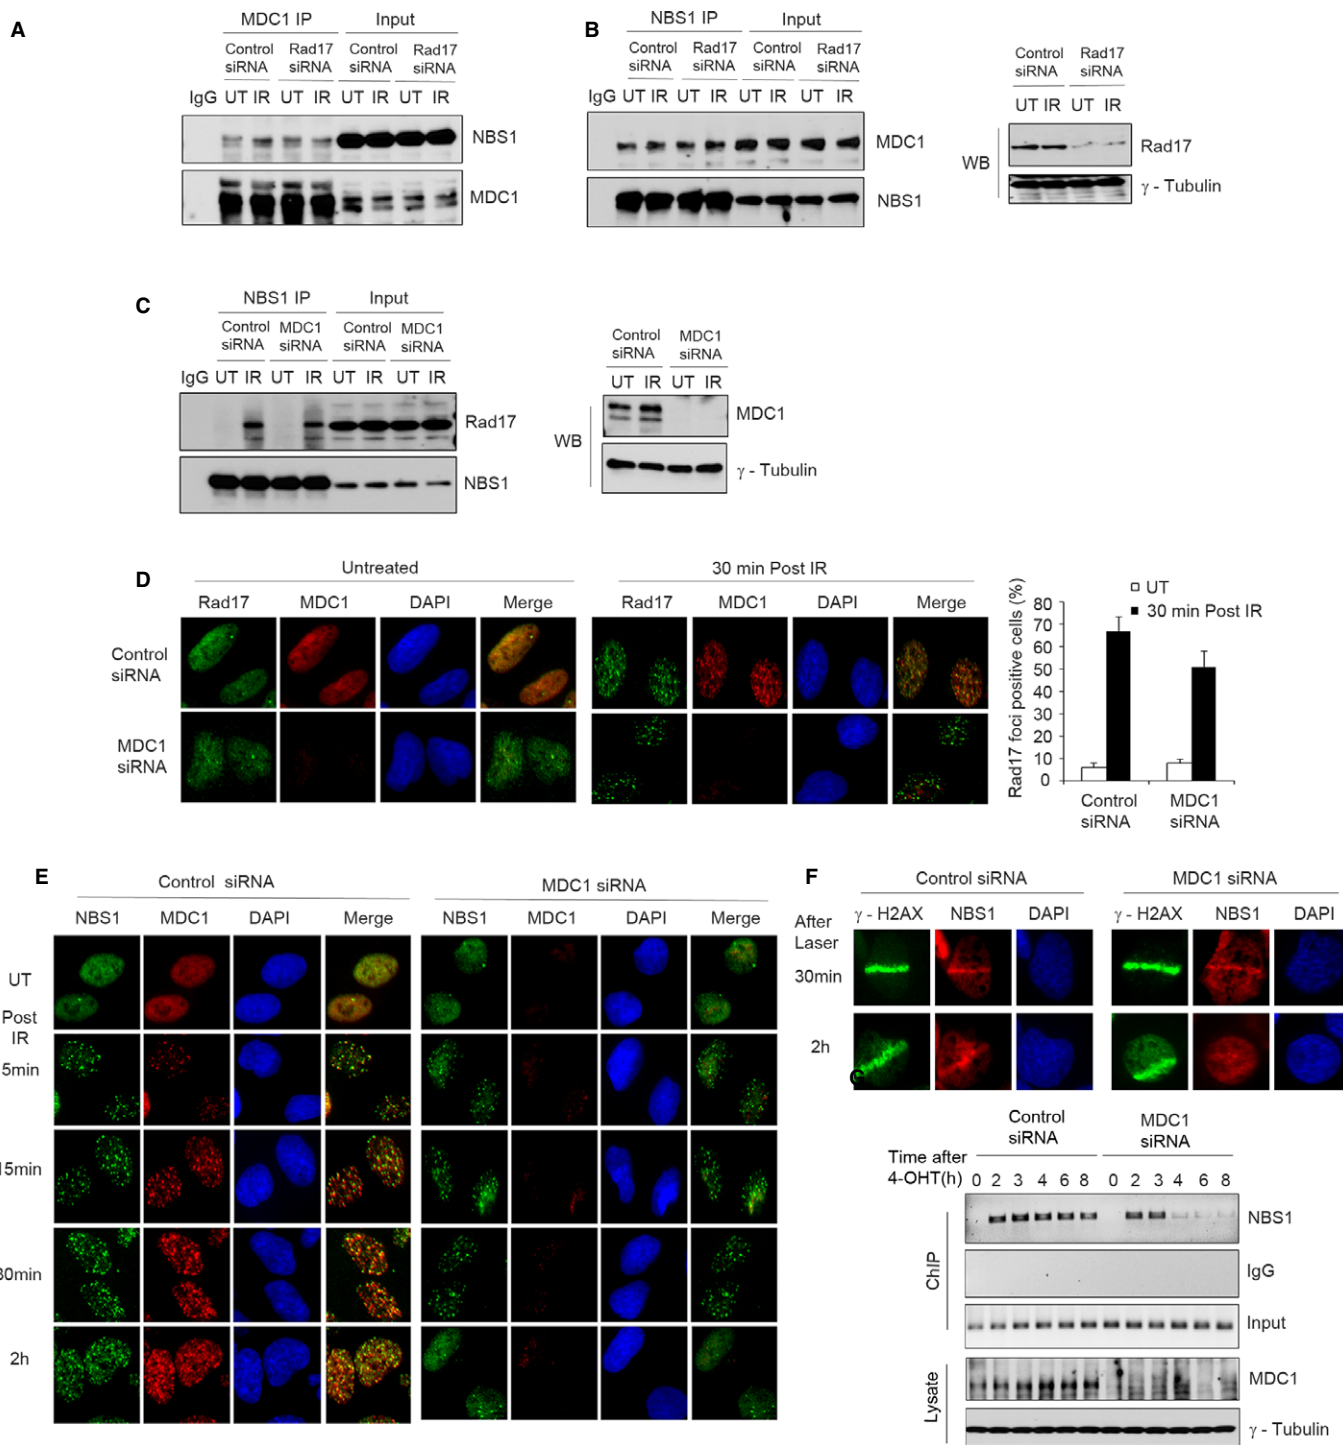 A
MDC1 IP Input
Control siRNA Rad17 siRNA Control siRNA Rad17 siRNA
IgG UT IR UT IR UT IR UT IR
NBS1
MDC1
B
NBS1 IP Input
Control siRNA Rad17 siRNA Control siRNA Rad17 siRNA
IgG UT IR UT IR UT IR UT IR
MDC1
NBS1
Control siRNA Rad17 siRNA
UT IR UT IR
WB
Rad17
γ - Tubulin
C
NBS1 IP Input
Control siRNA MDC1 siRNA Control siRNA MDC1 siRNA
IgG UT IR UT IR UT IR UT IR
Rad17
NBS1
Control siRNA MDC1 siRNA
UT IR UT IR
WB
MDC1
γ - Tubulin
D
Untreated
Rad17 MDC1 DAPI Merge
30 min Post IR
Rad17 MDC1 DAPI Merge
Control siRNA
MDC1 siRNA
UT
30 min Post IR
Rad17 foci positive cells (%)
80
70
60
50
40
30
20
10
0
Control siRNA
MDC1 siRNA
E
Control siRNA
NBS1 MDC1 DAPI Merge
MDC1 siRNA
NBS1 MDC1 DAPI Merge
UT
Post IR
5min
15min
30min
2h
F
Control siRNA
MDC1 siRNA
After Laser
γ - H2AX NBS1 DAPI
γ - H2AX NBS1 DAPI
30min
2h
G
Control siRNA
MDC1 siRNA
Time after 4-OHT(h)
0 2 3 4 6 8 0 2 3 4 6 8
ChIP
NBS1
IgG
Input
Lysate
MDC1
γ - Tubulin